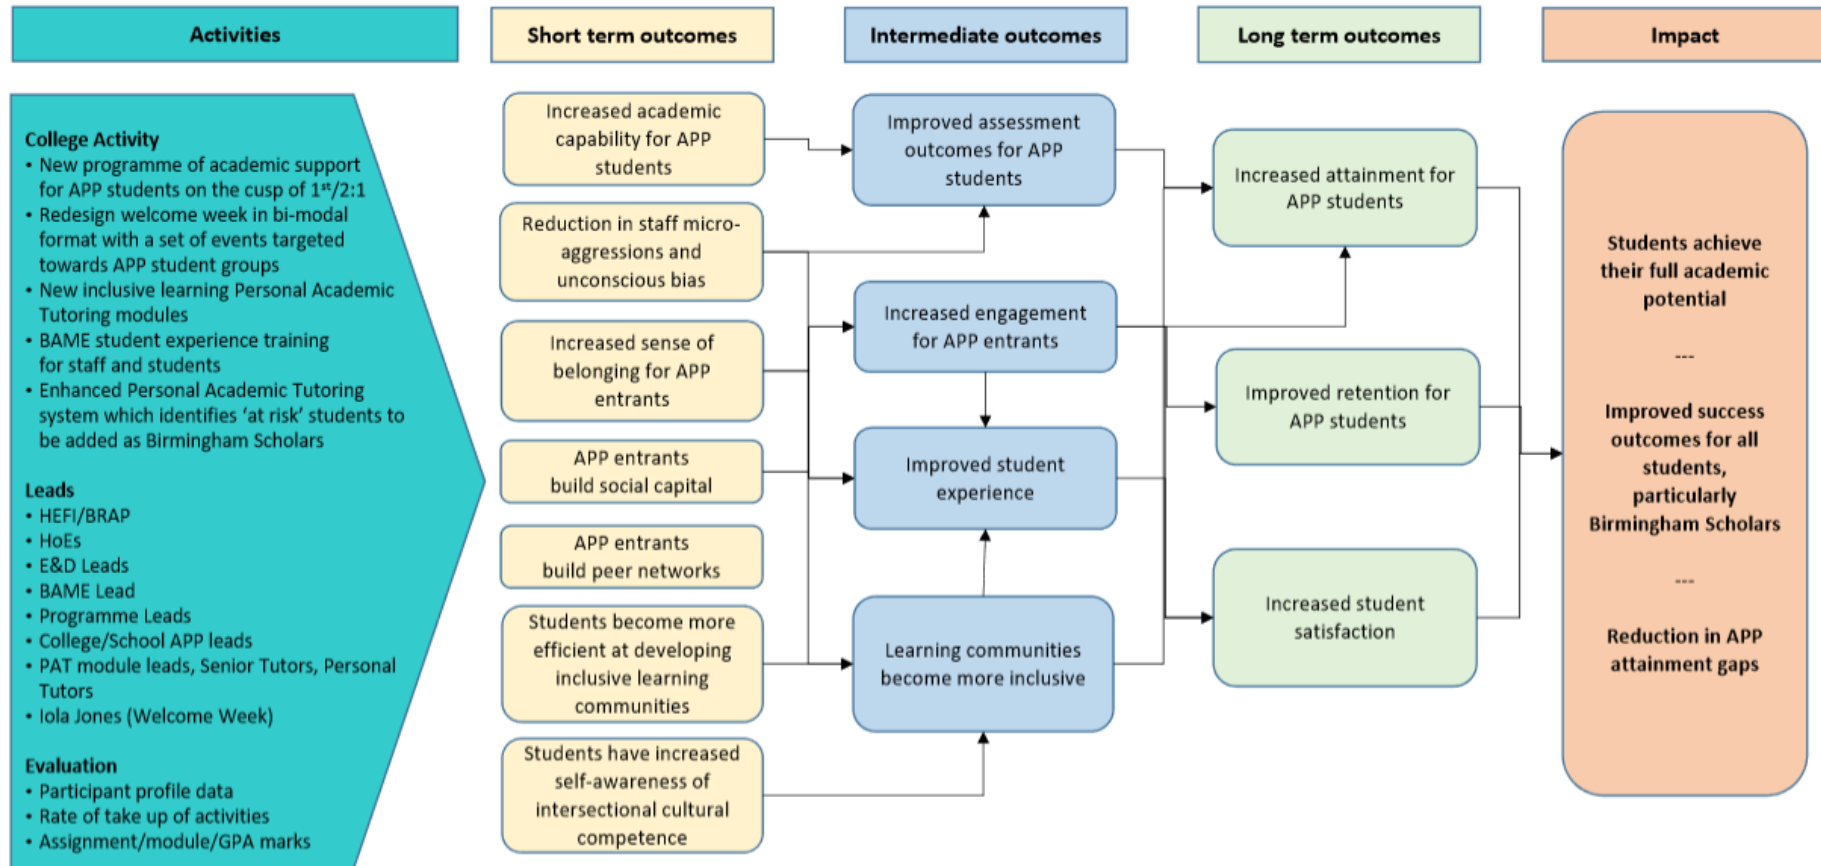 Activities
Short term outcomes
Intermediate outcomes
Long term outcomes
Impact
College Activity
• New programme of academic support
for APP students on the cusp of 1st/2:1
• Redesign welcome week in bi-modal
format with a set of events targeted
towards APP student groups
• New inclusive learning Personal Academic
Tutoring modules
• BAME student experience training
for staff and students
• Enhanced Personal Academic Tutoring
system which identifies ‘at risk’ students to
be added as Birmingham Scholars
Leads
• HEFI/BRAP
• HoEs
• E&D Leads
• BAME Lead
• Programme Leads
• College/School APP leads
• PAT module leads, Senior Tutors, Personal
Tutors
• Iola Jones (Welcome Week)
Evaluation
• Participant profile data
• Rate of take up of activities
• Assignment/module/GPA marks
Increased academic
capability for APP
students
Reduction in staff micro-
aggressions and
unconscious bias
Increased sense of
belonging for APP
entrants
APP entrants
build social capital
APP entrants
build peer networks
Students become more
efficient at developing
inclusive learning
communities
Students have increased
self-awareness of
intersectional cultural
competence
Improved assessment
outcomes for APP
students
Increased engagement
for APP entrants
Improved student
experience
Learning communities
become more inclusive
Increased attainment for
APP students
Improved retention for
APP students
Increased student
satisfaction
Students achieve
their full academic
potential
---
Improved success
outcomes for all
students,
particularly
Birmingham Scholars
---
Reduction in APP
attainment gaps